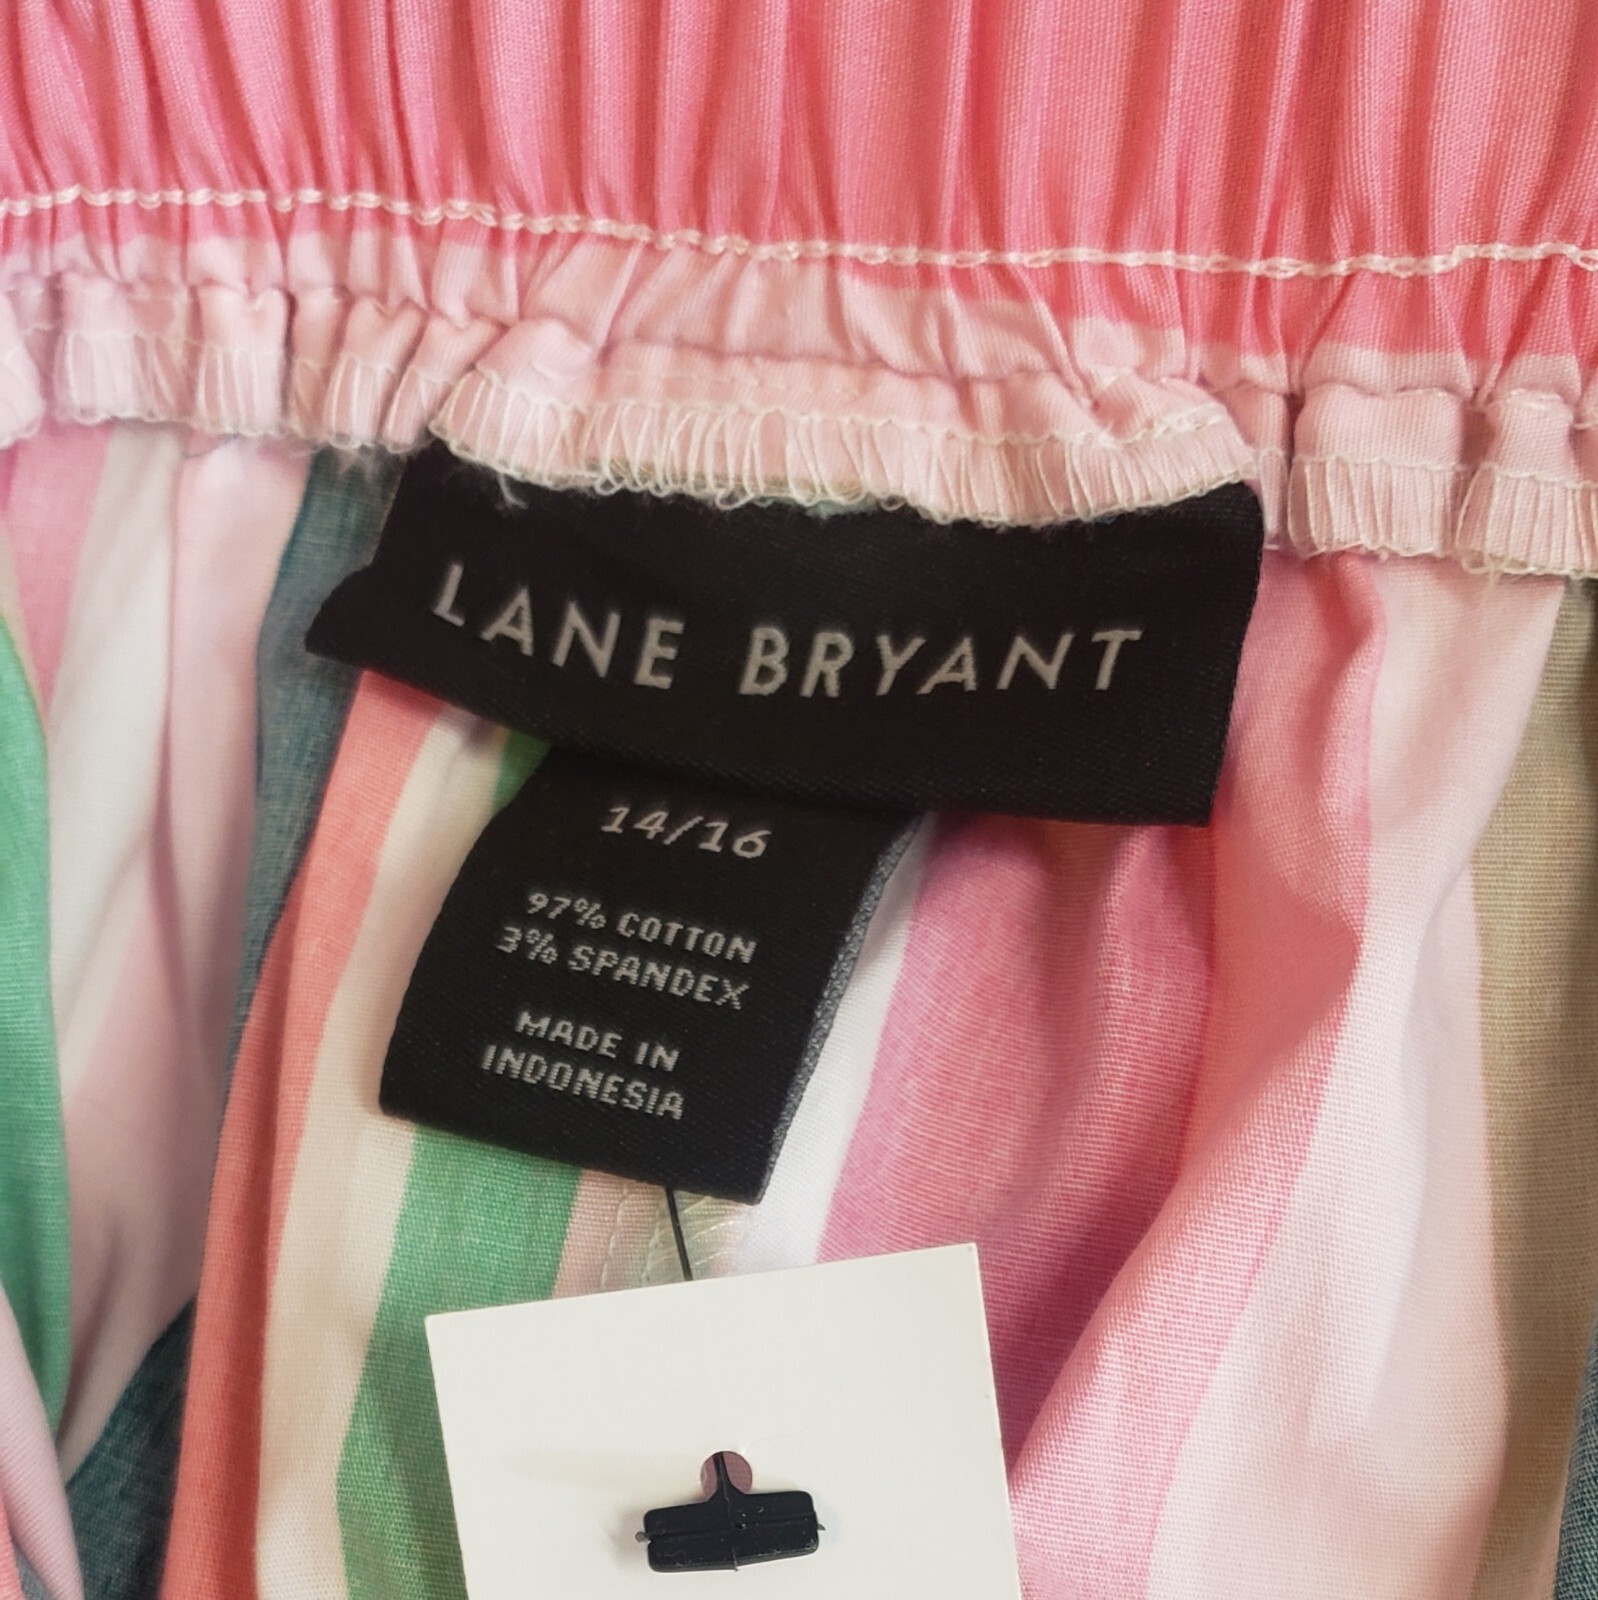 LANE BRYANT
14/16
97% COTTON
3% SPANDEX
MADE IN
INDONESIA